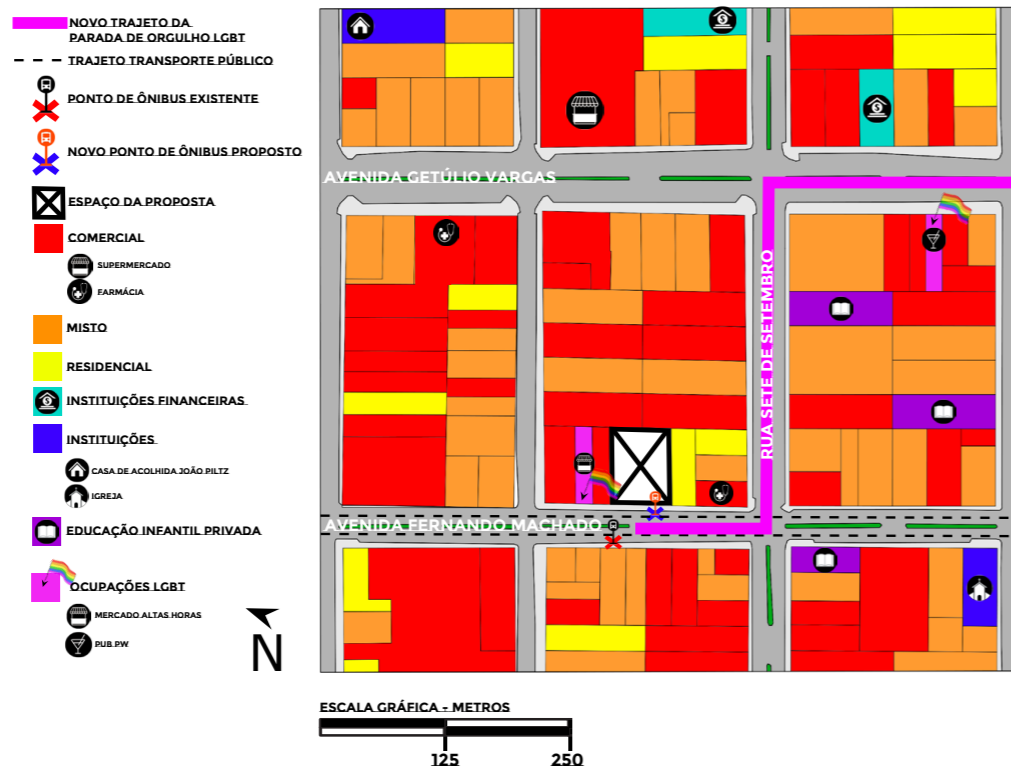 NOVO TRAJETO DA
PARADA DE ORGULHO LGBT
TRAJETO TRANSPORTE PÚBLICO
PONTO DE ÔNIBUS EXISTENTE
NOVO PONTO DE ÔNIBUS PROPOSTO
ESPAÇO DA PROPOSTA
COMERCIAL
SUPERMERCADO
FARMÁCIA
MISTO
RESIDENCIAL
INSTITUIÇÕES FINANCEIRAS
INSTITUIÇÕES
CASA DE ACOLHIDA JOÃO PILTZ
IGREJA
EDUCAÇÃO INFANTIL PRIVADA
OCUPAÇÕES LGBT
MERCADO ALTAS HORAS
PUB PW
N
AVENIDA GETÚLIO VARGAS
RUA SETE DE SETEMBRO
AVENIDA FERNANDO MACHADO
ESCALA GRÁFICA - METROS
125 250